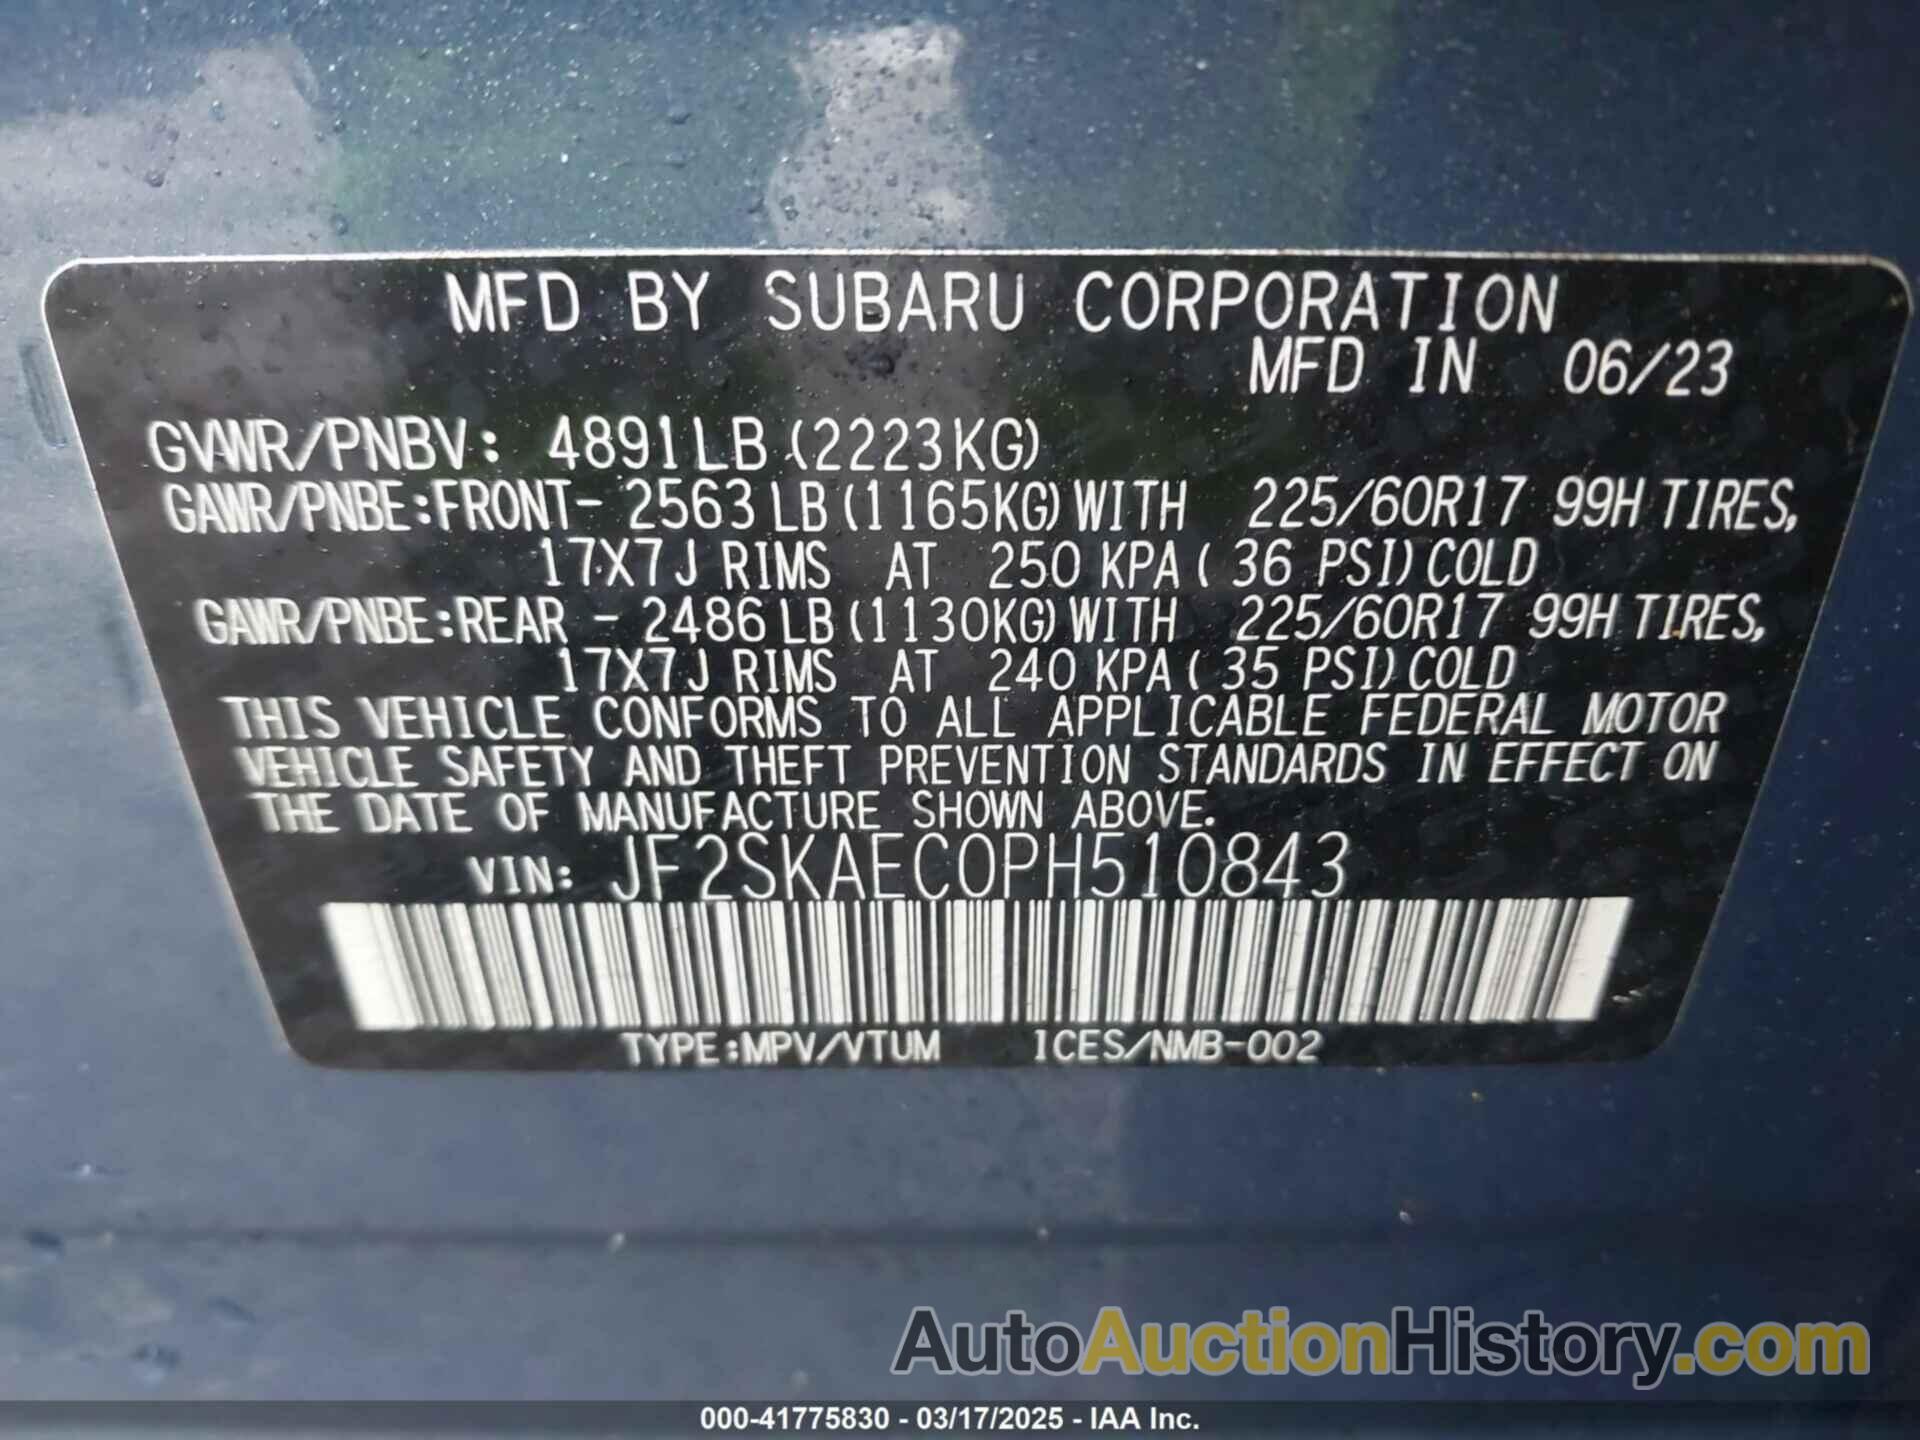 MFD BY SUBARU CORPORATION
MFD IN 06/23
GVWR/PNBV: 4891LB (2223KG)
GAWR/PNBE:FRONT- 2563 LB (1165KG) WITH 225/60R17 99H TIRES,
17X7J RIMS AT 250 KPA ( 36 PSI) COLD
GAWR/PNBE:REAR - 2486 LB (1130KG) WITH 225/60R17 99H TIRES,
17X7J RIMS AT 240 KPA ( 35 PSI) COLD
THIS VEHICLE CONFORMS TO ALL APPLICABLE FEDERAL MOTOR
VEHICLE SAFETY AND THEFT PREVENTION STANDARDS IN EFFECT ON
THE DATE OF MANUFACTURE SHOWN ABOVE.
VIN: JF2SKAEC0PH510843
TYPE:MPV/VTUM ICES/NMB-002
AutoAuctionHistory.com
000-41775830 - 03/17/2025 - IAA Inc.